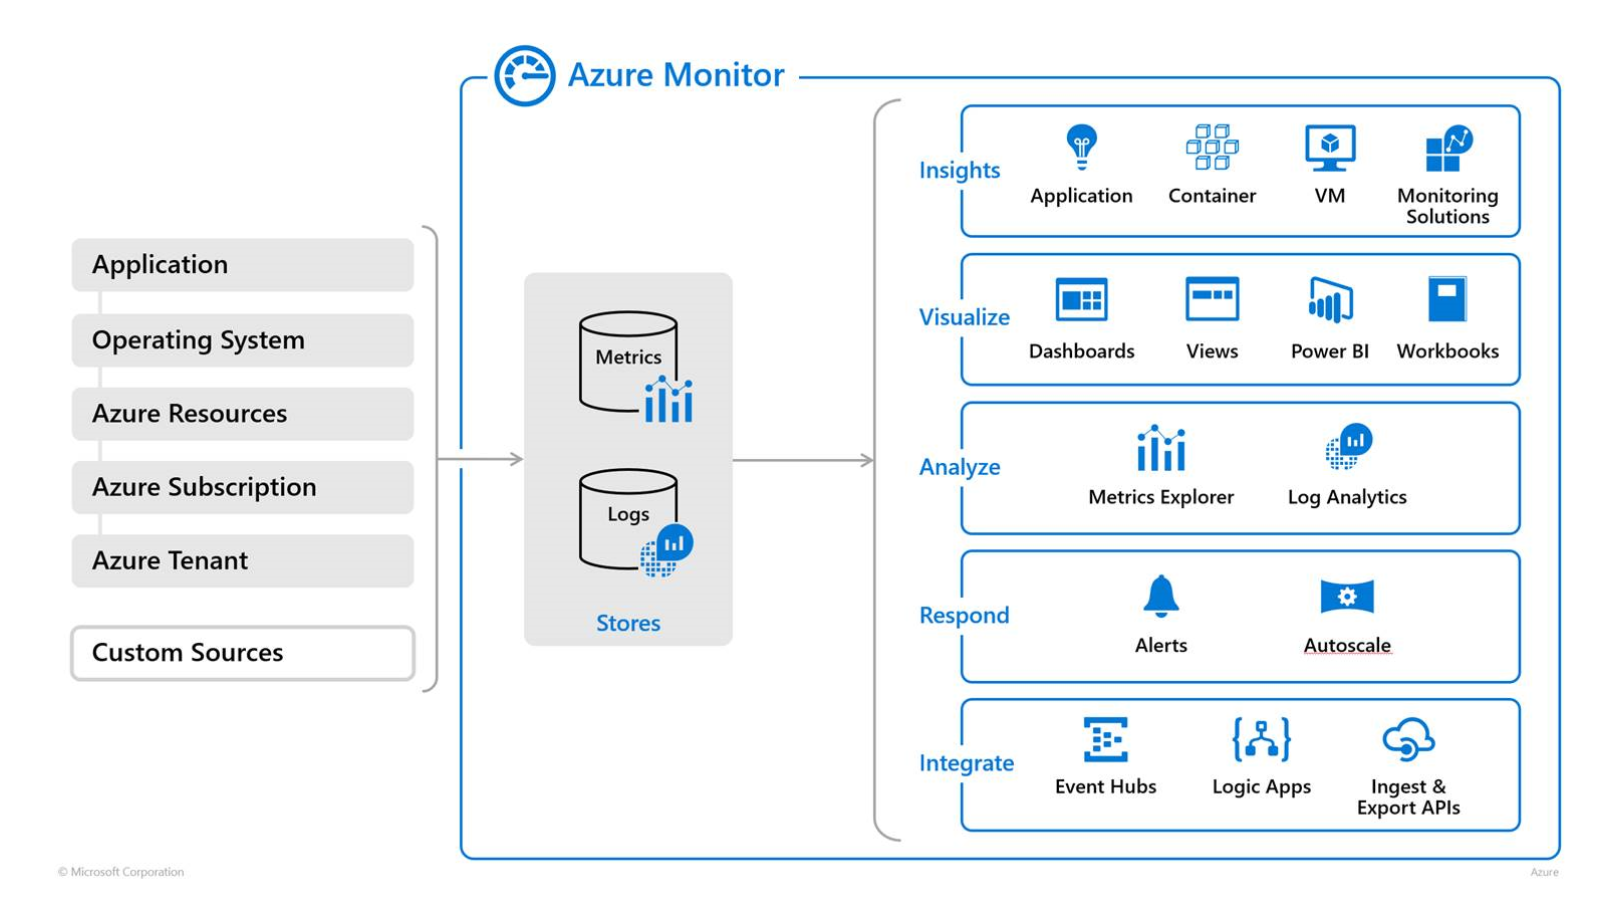 Azure Monitor
Application
Operating System
Azure Resources
Azure Subscription
Azure Tenant
Custom Sources
Metrics
Logs
Stores
Insights
Application
Container
VM
Monitoring
Solutions
Visualize
Dashboards
Views
Power BI
Workbooks
Analyze
Metrics Explorer
Log Analytics
Respond
Alerts
Autoscale
Integrate
Event Hubs
Logic Apps
Ingest &
Export APIs
© Microsoft Corporation
Azure